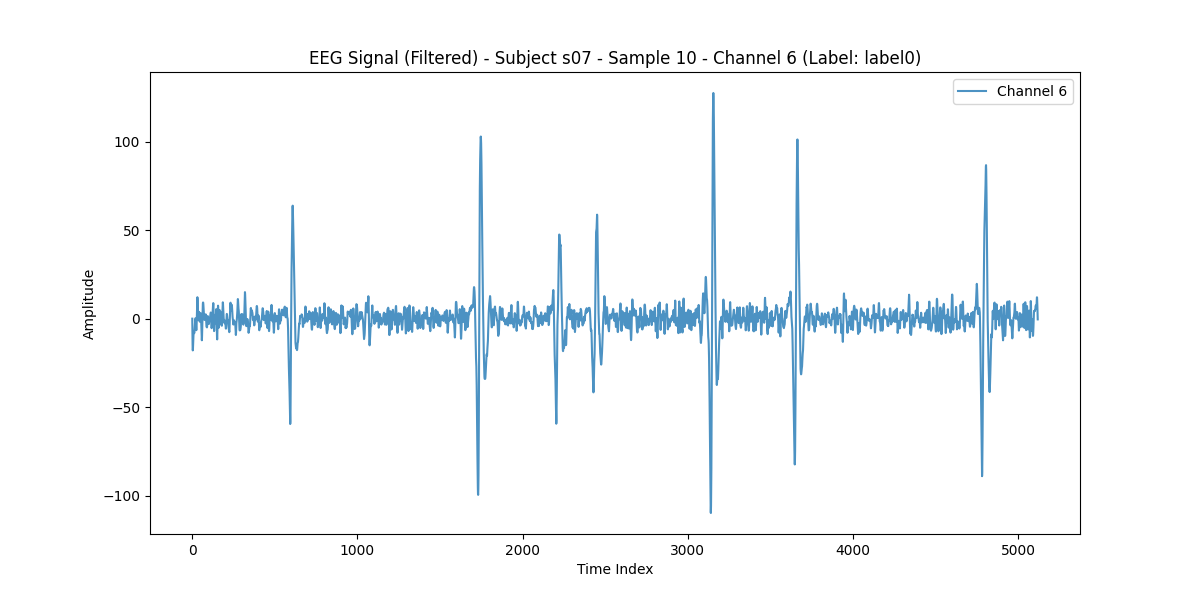 EEG Signal (Filtered) - Subject s07 - Sample 10 - Channel 6 (Label: label0)
Channel 6
100
50
0
−50
−100
Amplitude
0 1000 2000 3000 4000 5000
Time Index